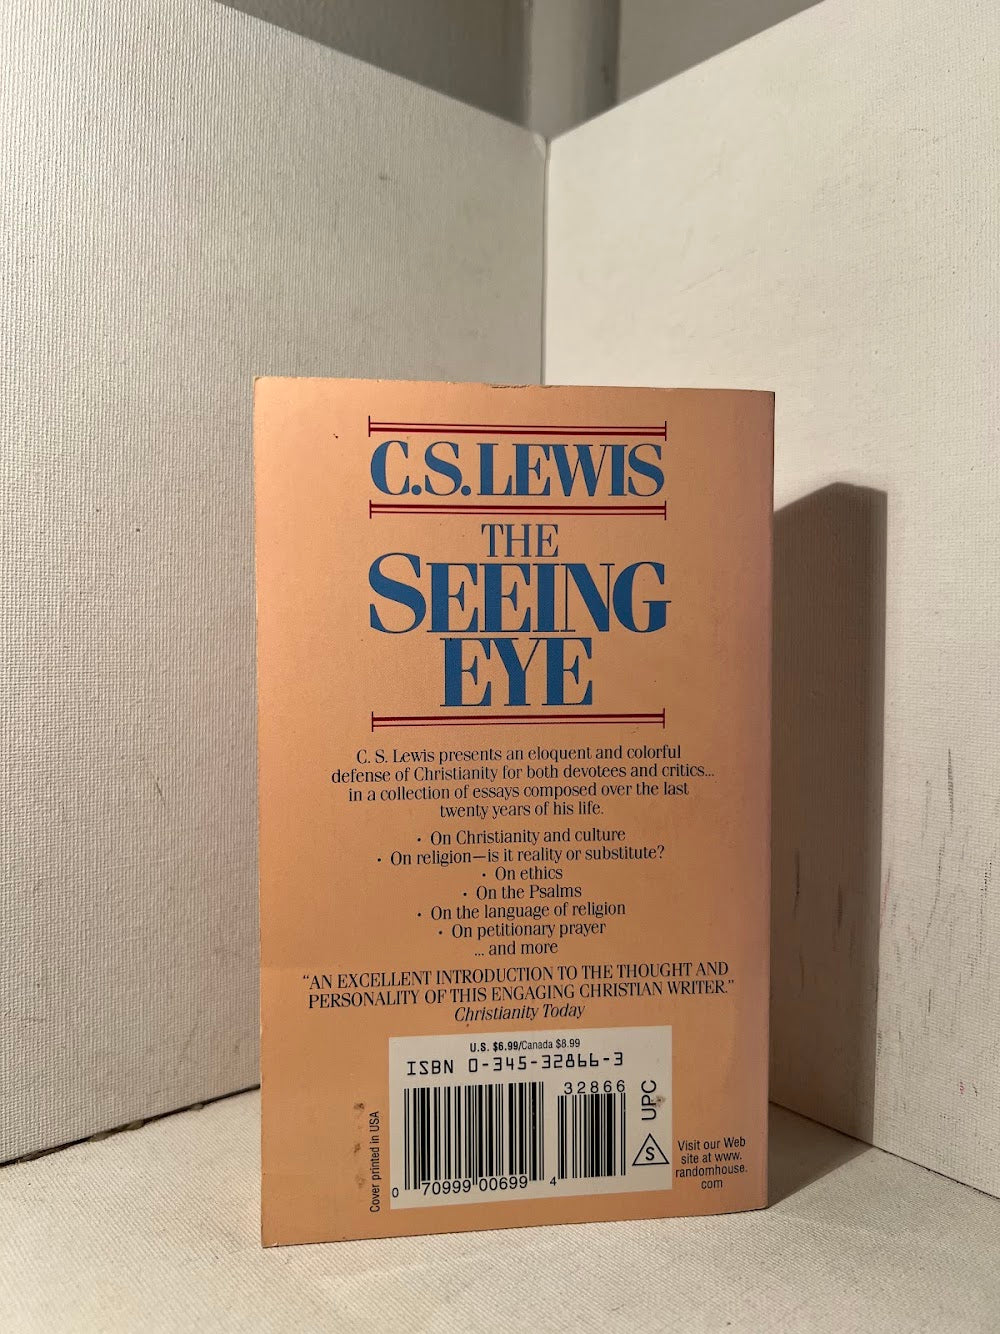 C.S. LEWIS
THE
SEEING
EYE
C. S. Lewis presents an eloquent and colorful
defense of Christianity for both devotees and critics...
in a collection of essays composed over the last
twenty years of his life.
• On Christianity and culture
• On religion—is it reality or substitute?
• On ethics
• On the Psalms
• On the language of religion
• On petitionary prayer
... and more
“AN EXCELLENT INTRODUCTION TO THE THOUGHT AND
PERSONALITY OF THIS ENGAGING CHRISTIAN WRITER.”
Christianity Today
U.S. $6.99/Canada $8.99
ISBN 0-345-32866-3
32866
0 70999 00699 4
UPC
S
Cover printed in USA
Visit our Web
site at www.
randomhouse.
com